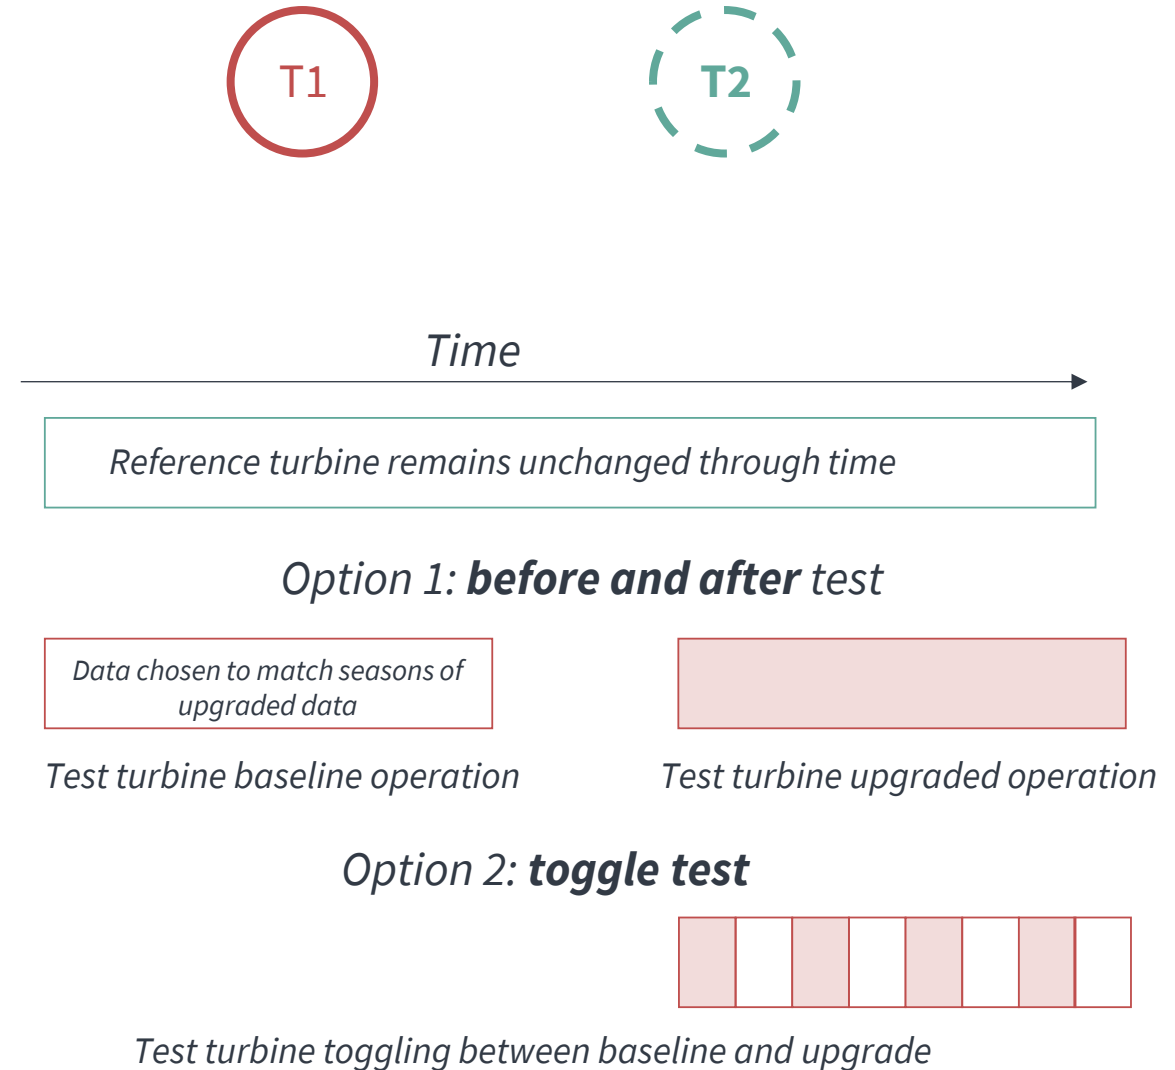 T1
T2
Time
Reference turbine remains unchanged through time
Option 1: before and after test
Data chosen to match seasons of
upgraded data
Test turbine baseline operation
Test turbine upgraded operation
Option 2: toggle test
Test turbine toggling between baseline and upgrade